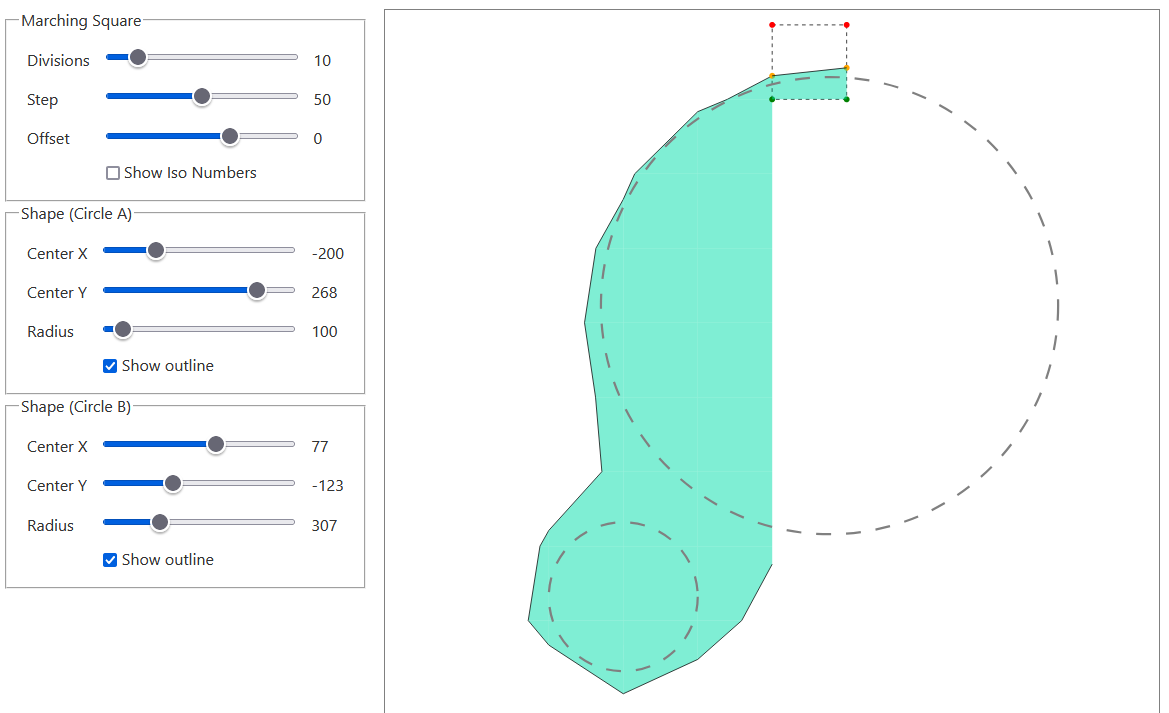 Marching Square
Divisions 10
Step 50
Offset 0
Show Iso Numbers
Shape (Circle A)
Center X -200
Center Y 268
Radius 100
Show outline
Shape (Circle B)
Center X 77
Center Y -123
Radius 307
Show outline